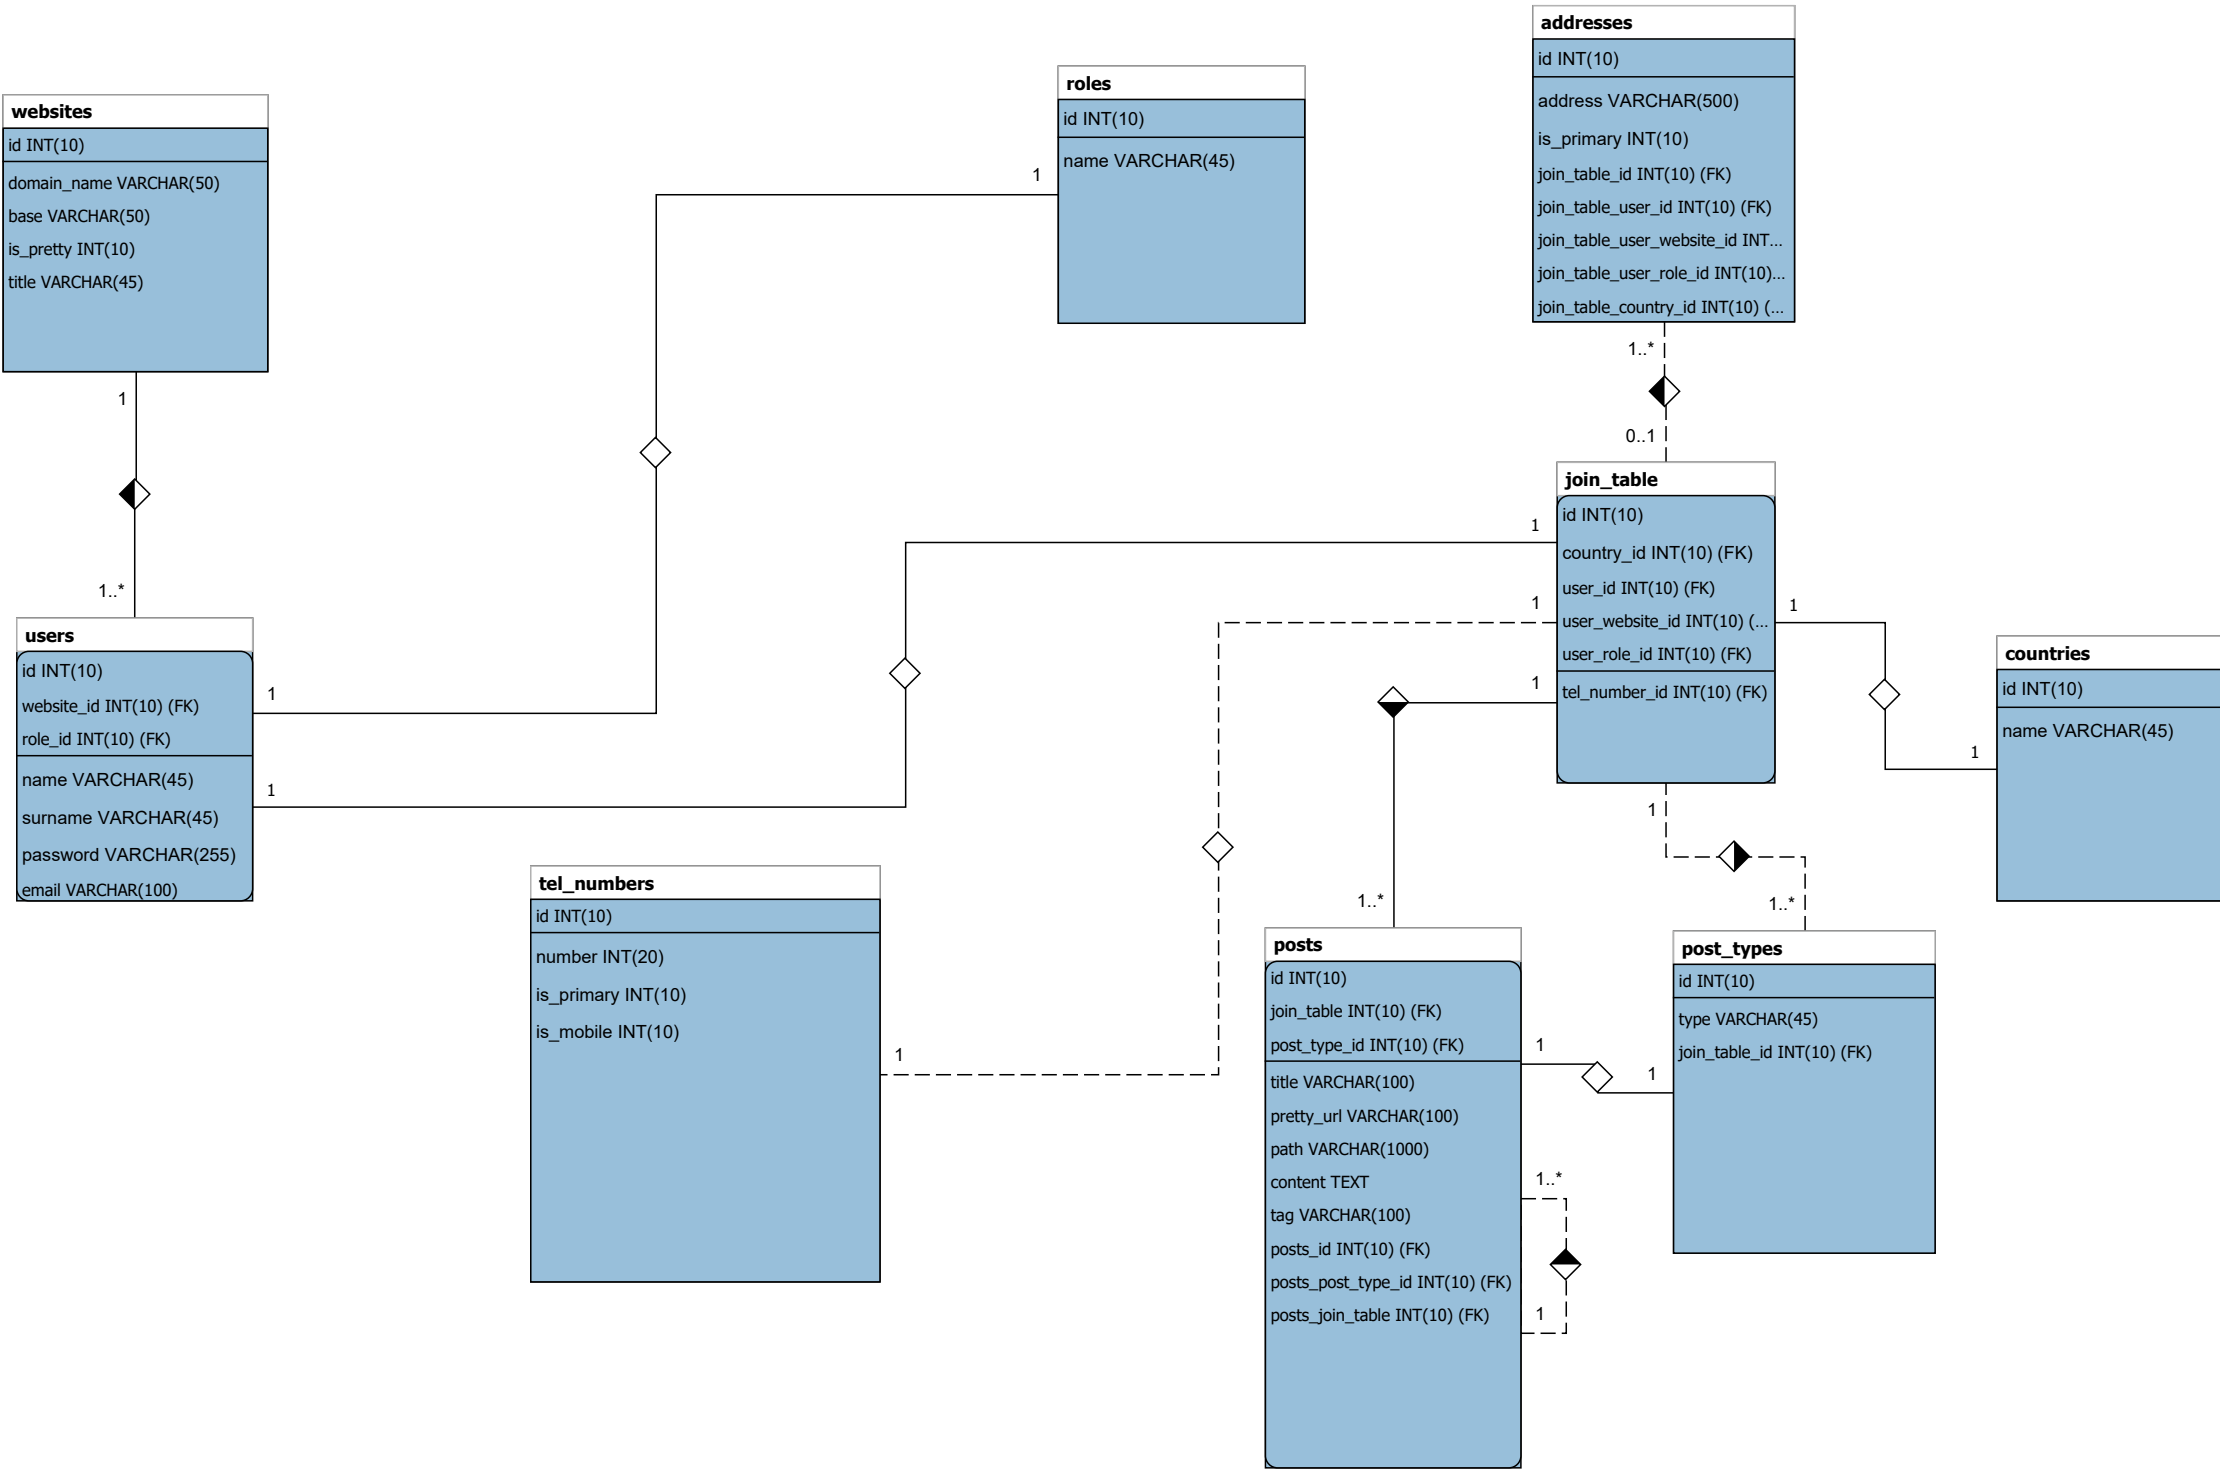 websites
id INT(10)
domain_name VARCHAR(50)
base VARCHAR(50)
is_pretty INT(10)
title VARCHAR(45)
1
1..*
users
id INT(10)
website_id INT(10) (FK)
role_id INT(10) (FK)
name VARCHAR(45)
surname VARCHAR(45)
password VARCHAR(255)
email VARCHAR(100)
1
1
roles
id INT(10)
name VARCHAR(45)
1
addresses
id INT(10)
address VARCHAR(500)
is_primary INT(10)
join_table_id INT(10) (FK)
join_table_user_id INT(10) (FK)
join_table_user_website_id INT...
join_table_user_role_id INT(10)...
join_table_country_id INT(10) (...
1..*
0..1
join_table
id INT(10)
country_id INT(10) (FK)
user_id INT(10) (FK)
user_website_id INT(10) (...
user_role_id INT(10) (FK)
tel_number_id INT(10) (FK)
1
1
1
1
1
countries
id INT(10)
name VARCHAR(45)
1
tel_numbers
id INT(10)
number INT(20)
is_primary INT(10)
is_mobile INT(10)
1
1..*
posts
id INT(10)
join_table INT(10) (FK)
post_type_id INT(10) (FK)
title VARCHAR(100)
pretty_url VARCHAR(100)
path VARCHAR(1000)
content TEXT
tag VARCHAR(100)
posts_id INT(10) (FK)
posts_post_type_id INT(10) (FK)
posts_join_table INT(10) (FK)
1
1
1..*
1
1..*
post_types
id INT(10)
type VARCHAR(45)
join_table_id INT(10) (FK)